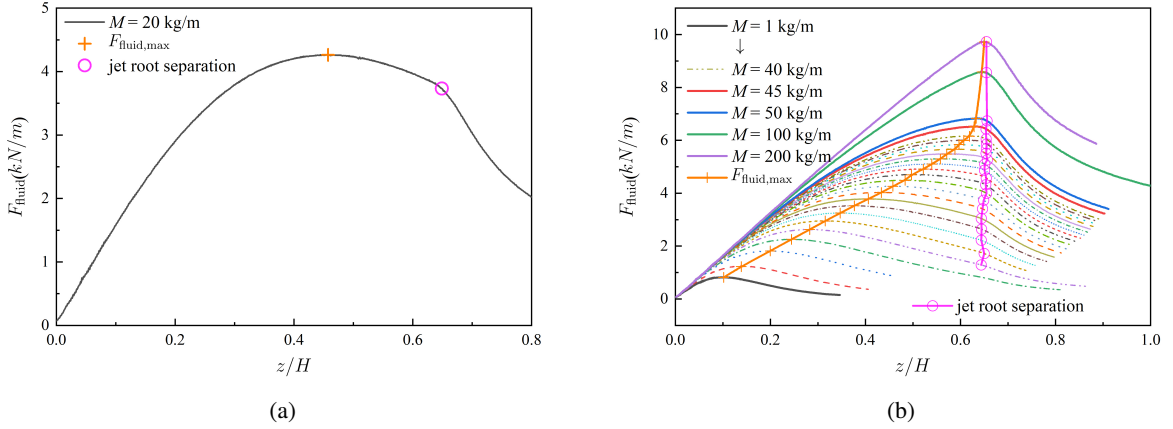 5
4
3
2
1
0
F_fluid(kN/m)
M = 20 kg/m
F_fluid,max
jet root separation
0.0 0.2 0.4 0.6 0.8
z/H
(a)
10
8
6
4
2
0
F_fluid(kN/m)
M = 1 kg/m
↓
M = 40 kg/m
M = 45 kg/m
M = 50 kg/m
M = 100 kg/m
M = 200 kg/m
F_fluid,max
jet root separation
0.0 0.2 0.4 0.6 0.8 1.0
z/H
(b)